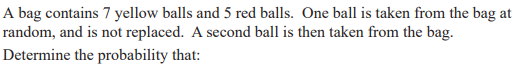 A bag contains 7 yellow balls and 5 red balls.  One ball is taken from the bag at
random, and is not replaced.  A second ball is then taken from the bag.
Determine the probability that: